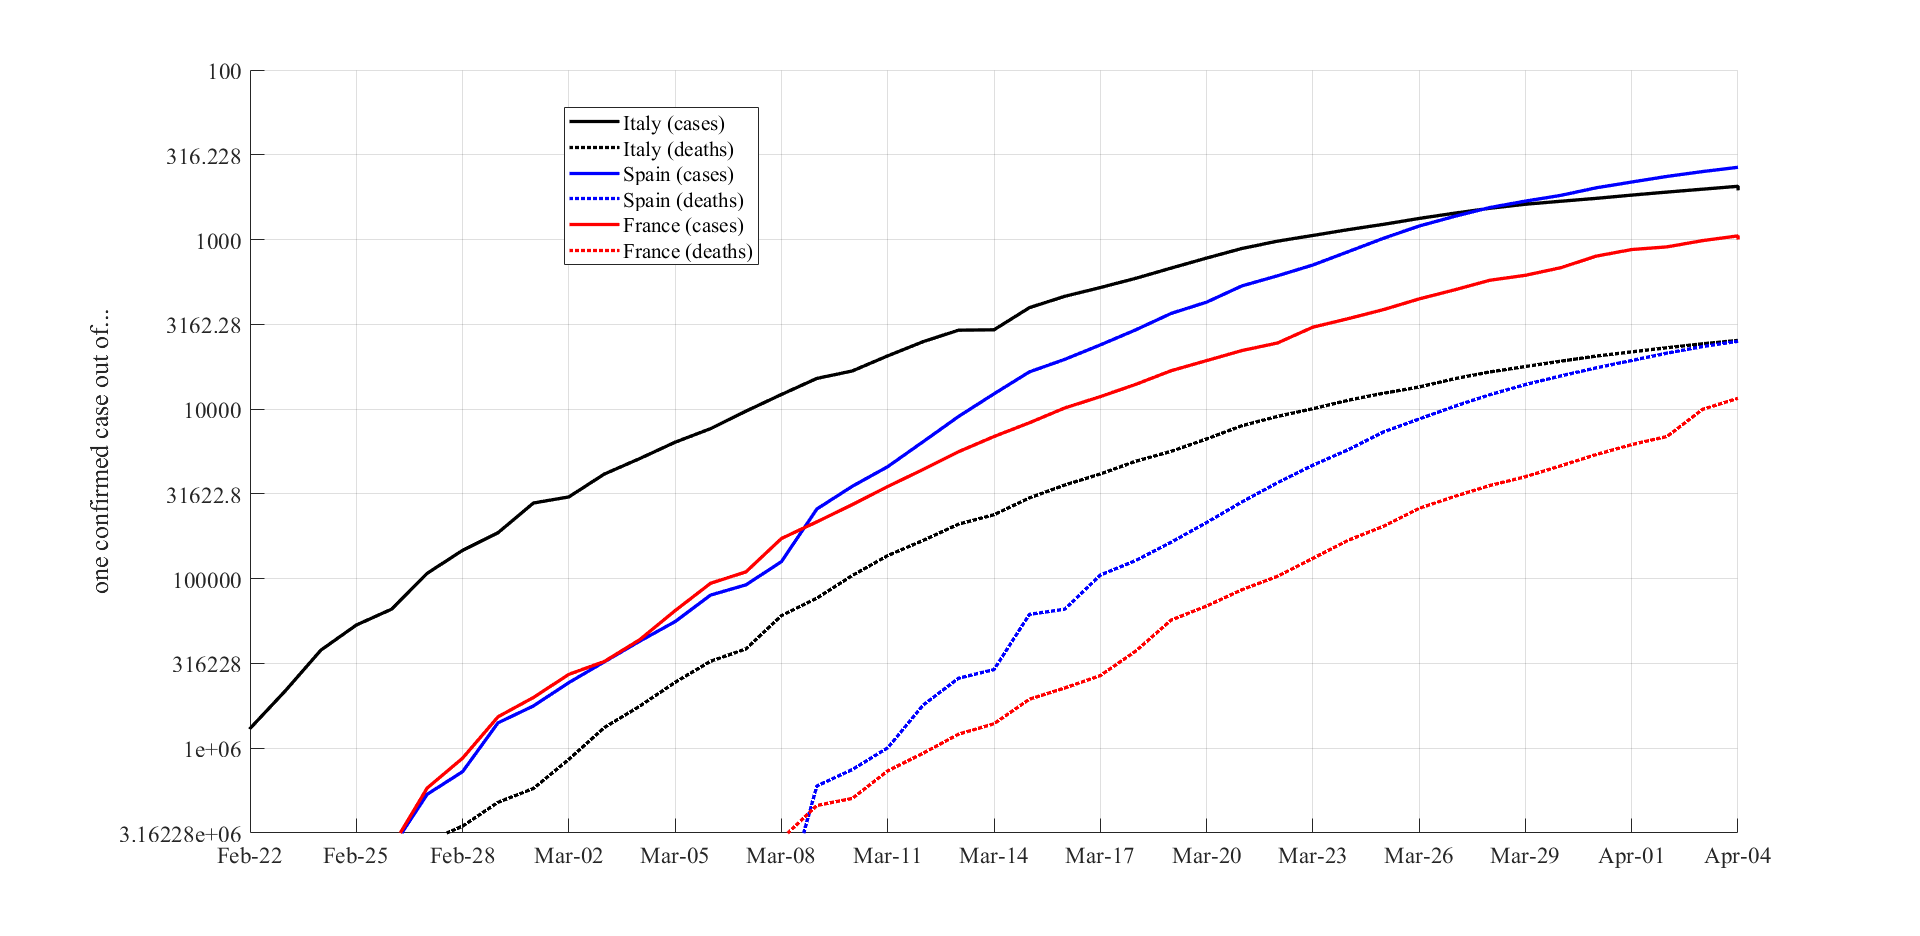 100
316.228
1000
3162.28
10000
31622.8
100000
316228
1e+06
3.16228e+06
one confirmed case out of...
Italy (cases)
Italy (deaths)
Spain (cases)
Spain (deaths)
France (cases)
France (deaths)
Feb-22 Feb-25 Feb-28 Mar-02 Mar-05 Mar-08 Mar-11 Mar-14 Mar-17 Mar-20 Mar-23 Mar-26 Mar-29 Apr-01 Apr-04